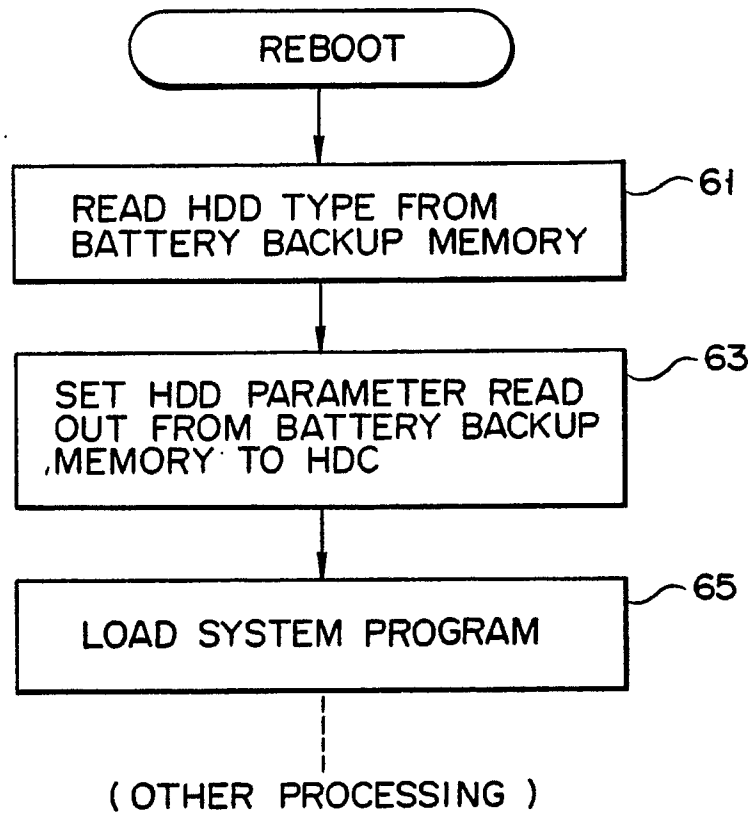 REBOOT
READ HDD TYPE FROM
BATTERY BACKUP MEMORY
61
SET HDD PARAMETER READ
OUT FROM BATTERY BACKUP
MEMORY TO HDC
63
LOAD SYSTEM PROGRAM
65
(OTHER PROCESSING)